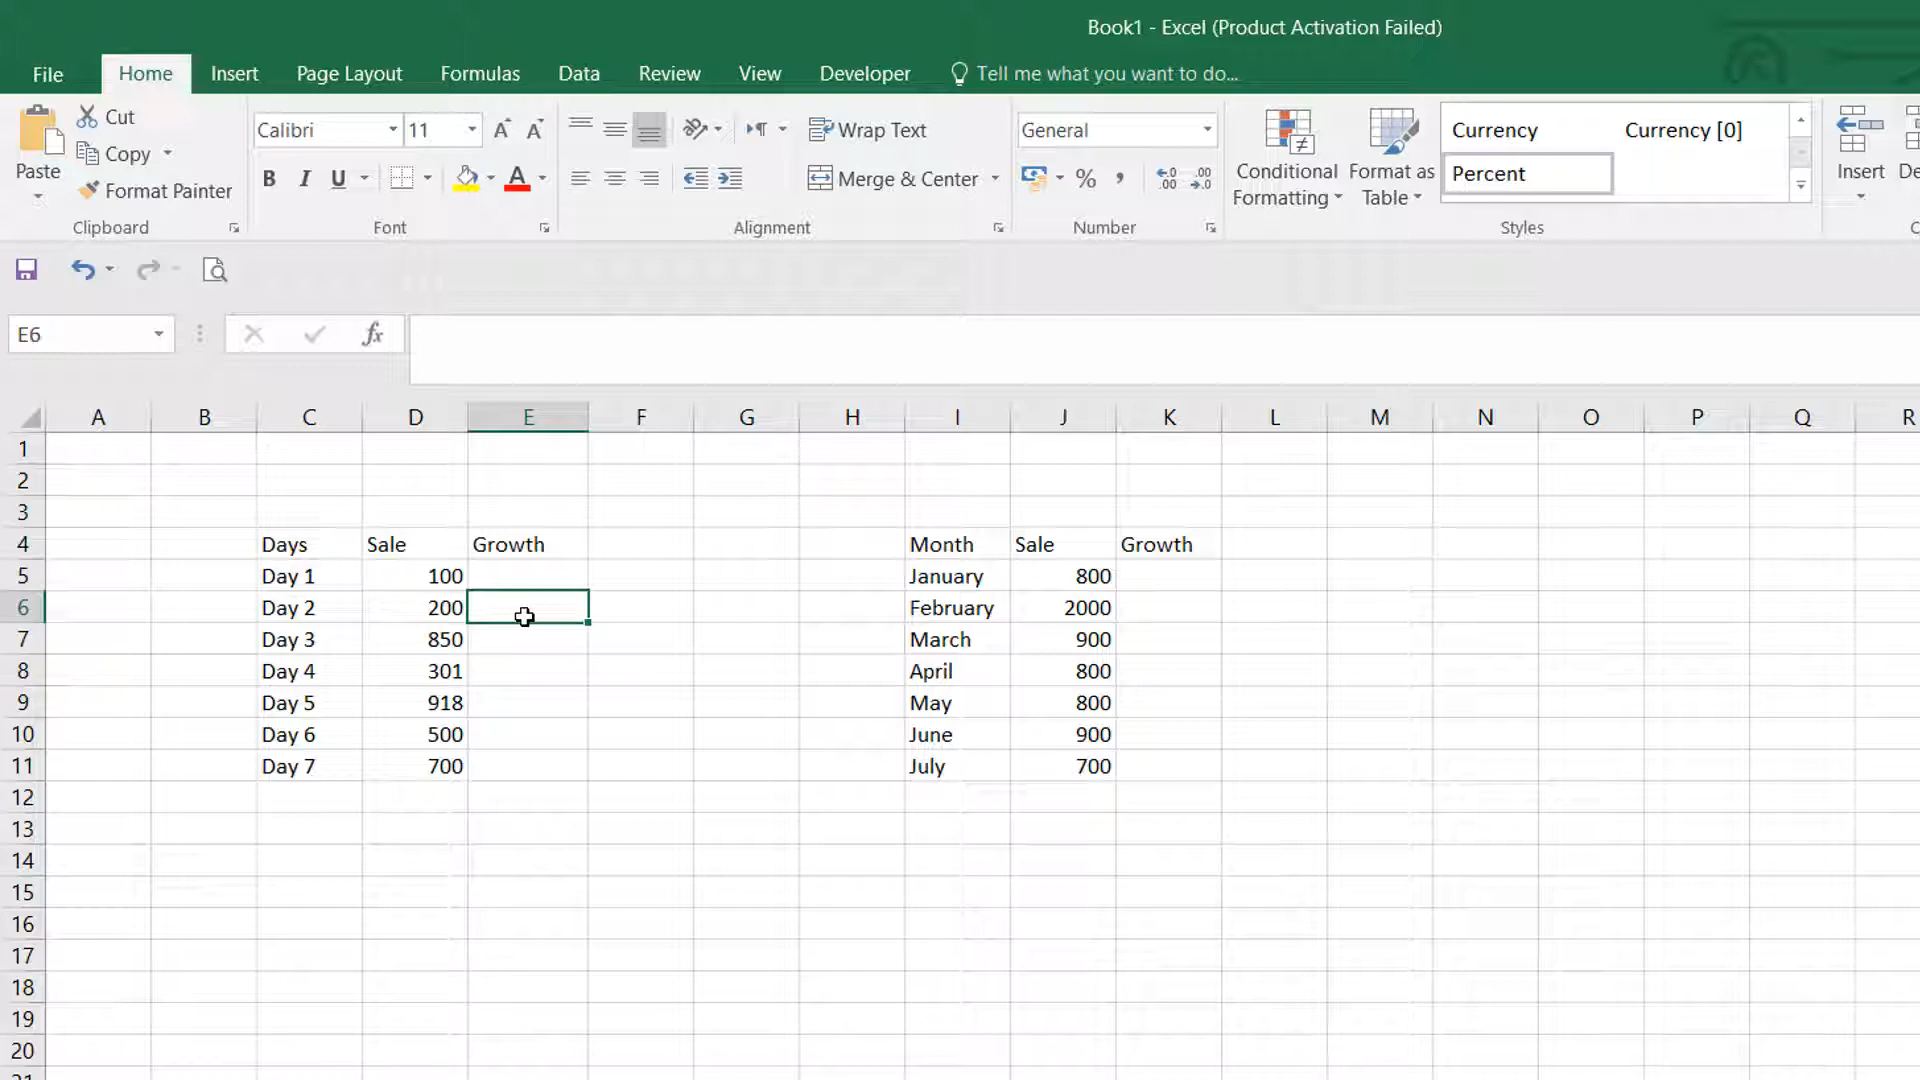 Book1 - Excel (Product Activation Failed)
File Home Insert Page Layout Formulas Data Review View Developer Tell me what you want to do...
Paste
Cut
Copy
Format Painter
Clipboard
Calibri 11
B I U
Font
Wrap Text
Merge & Center
Alignment
General
% ,
Number
Conditional Formatting
Format as Table
Currency Currency [0]
Percent
Styles
Insert
E6 fx
A B C D E F G H I J K L M N O P Q R
1
2
3
4 Days Sale Growth Month Sale Growth
5 Day 1 100 January 800
6 Day 2 200 February 2000
7 Day 3 850 March 900
8 Day 4 301 April 800
9 Day 5 918 May 800
10 Day 6 500 June 900
11 Day 7 700 July 700
12
13
14
15
16
17
18
19
20